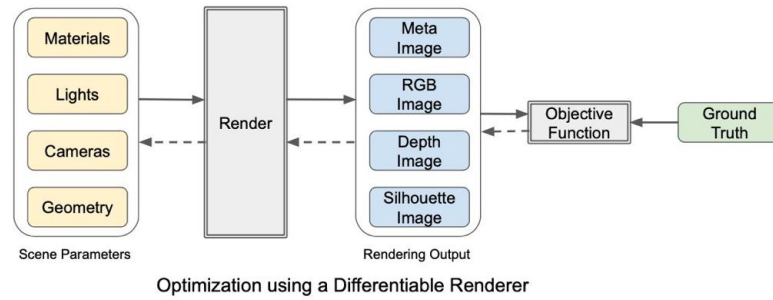 Materials
Lights
Cameras
Geometry
Scene Parameters
Render
Meta
Image
RGB
Image
Depth
Image
Silhouette
Image
Rendering Output
Objective
Function
Ground
Truth
Optimization using a Differentiable Renderer